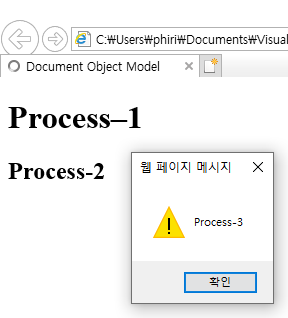 C:₩Users₩phiri₩Documents₩Visual
Document Object Model
Process–1
Process-2
웹 페이지 메시지
Process-3
확인